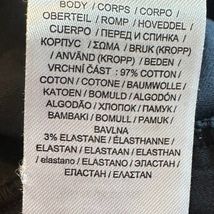 BODY / CORPS / CORPO /
OBERTEIL / ROMP / HOVEDDEL /
CUERPO / ПЕРЕД И СПИНКА /
КОРПУС / ΣΩΜΑ / BRUK (KROPP)
/ ANVÄND (KROPP) / BEDEN /
VRCHNÍ ČÁST : 97% COTTON /
COTON / COTONE / BAUMWOLLE /
KATOEN / BOMULD / ALGODÓN /
ALGODÃO / ХЛОПОК / ΠΑΜΥΚ /
BAMBAKI / BOMULL / PAMUK /
BAVLNA
3% ELASTANE / ÉLASTHANNE /
ELASTAN / ELASTAAN / ELASTHAN
/ elastano / ELASTANO / ЭЛАСТАН /
ЕЛАСТАН / ΕΛΑΣΤΑΝ